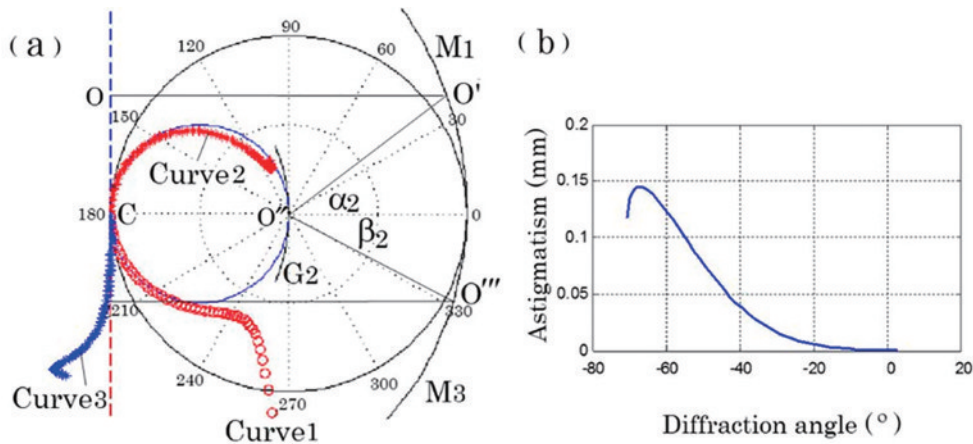 (a)
90
120
60
M1
O
O'
150
30
Curve2
180
C
O"
α2
0
β2
G2
O'''
210
330
240
300
270
Curve3
Curve1
M3
(b)
0.2
0.15
0.1
0.05
0
-80
-60
-40
-20
0
20
Astigmatism (mm)
Diffraction angle (°)